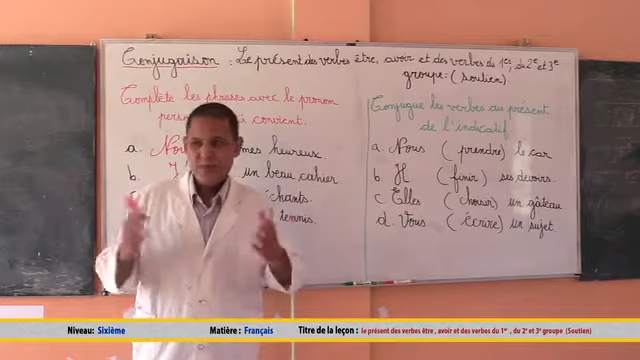 Conjugaison : Le présent des verbes être, avoir et des verbes du 1er, du 2e et 3e
groupe : (Soutien).
Complète les phrases avec le pronom
convient.
a. mes heureux.
b. un beau cahier
chants.
tennis.
Conjugue les verbes au présent
de l'indicatif
a. Nous (prendre) le car
b. Il (finir) ses devoirs.
c. Elles (choisir) un gâteau
d. Vous (écrire) un sujet
Niveau: Sixième Matière : Français Titre de la leçon : le présent des verbes être , avoir et des verbes du 1er , du 2e et 3e groupe (Soutien)